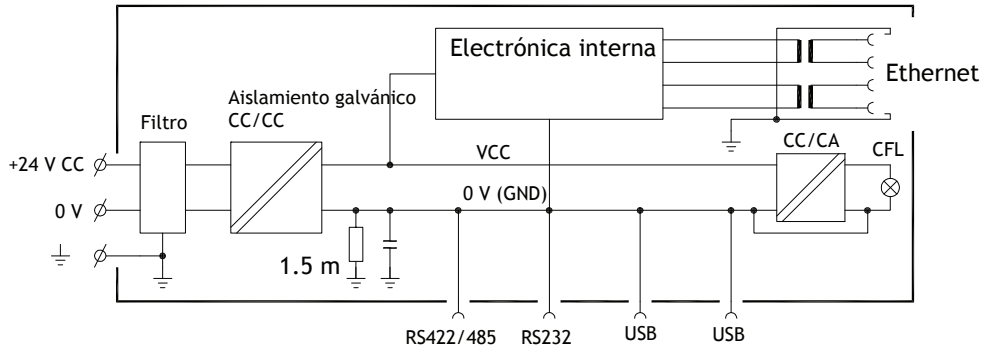 Electrónica interna
Ethernet
Aislamiento galvánico
CC/CC
Filtro
CC/CA
CFL
+24 V CC
VCC
0 V
0 V (GND)
1.5 m
RS422/485
RS232
USB
USB